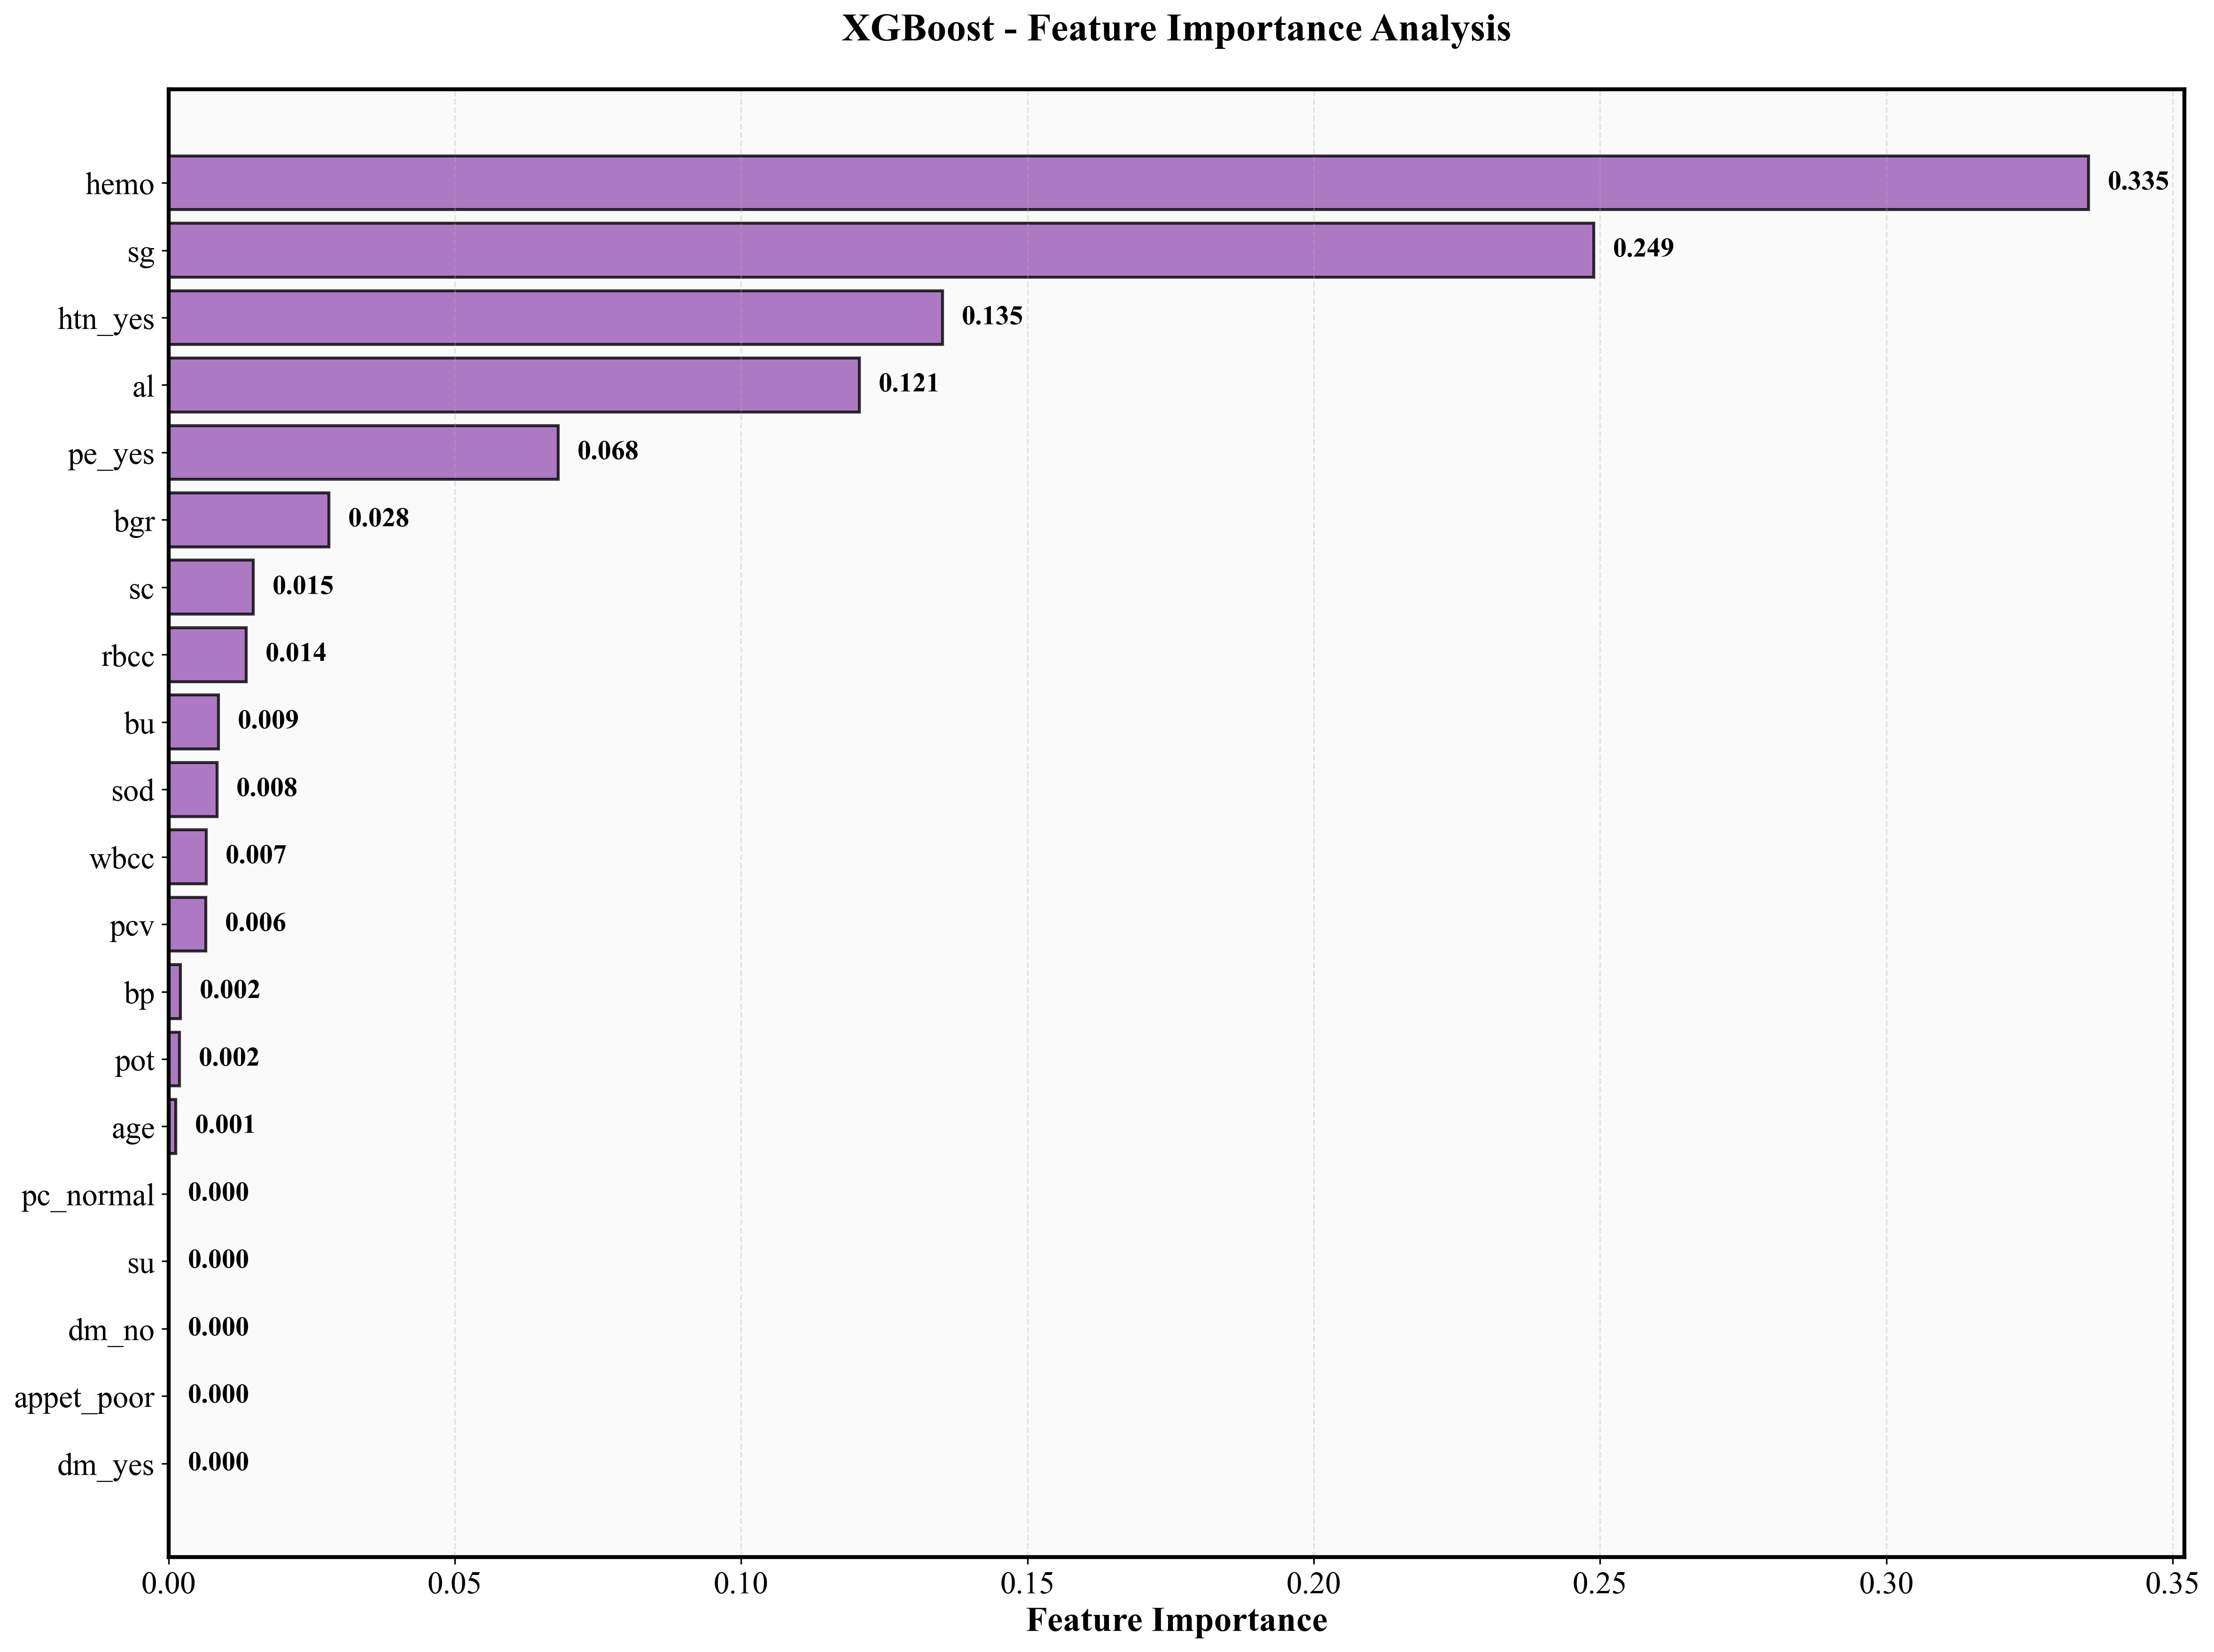 XGBoost - Feature Importance Analysis
hemo 0.335
sg 0.249
htn_yes 0.135
al 0.121
pe_yes 0.068
bgr 0.028
sc 0.015
rbcc 0.014
bu 0.009
sod 0.008
wbcc 0.007
pcv 0.006
bp 0.002
pot 0.002
age 0.001
pc_normal 0.000
su 0.000
dm_no 0.000
appet_poor 0.000
dm_yes 0.000
0.00 0.05 0.10 0.15 0.20 0.25 0.30 0.35
Feature Importance